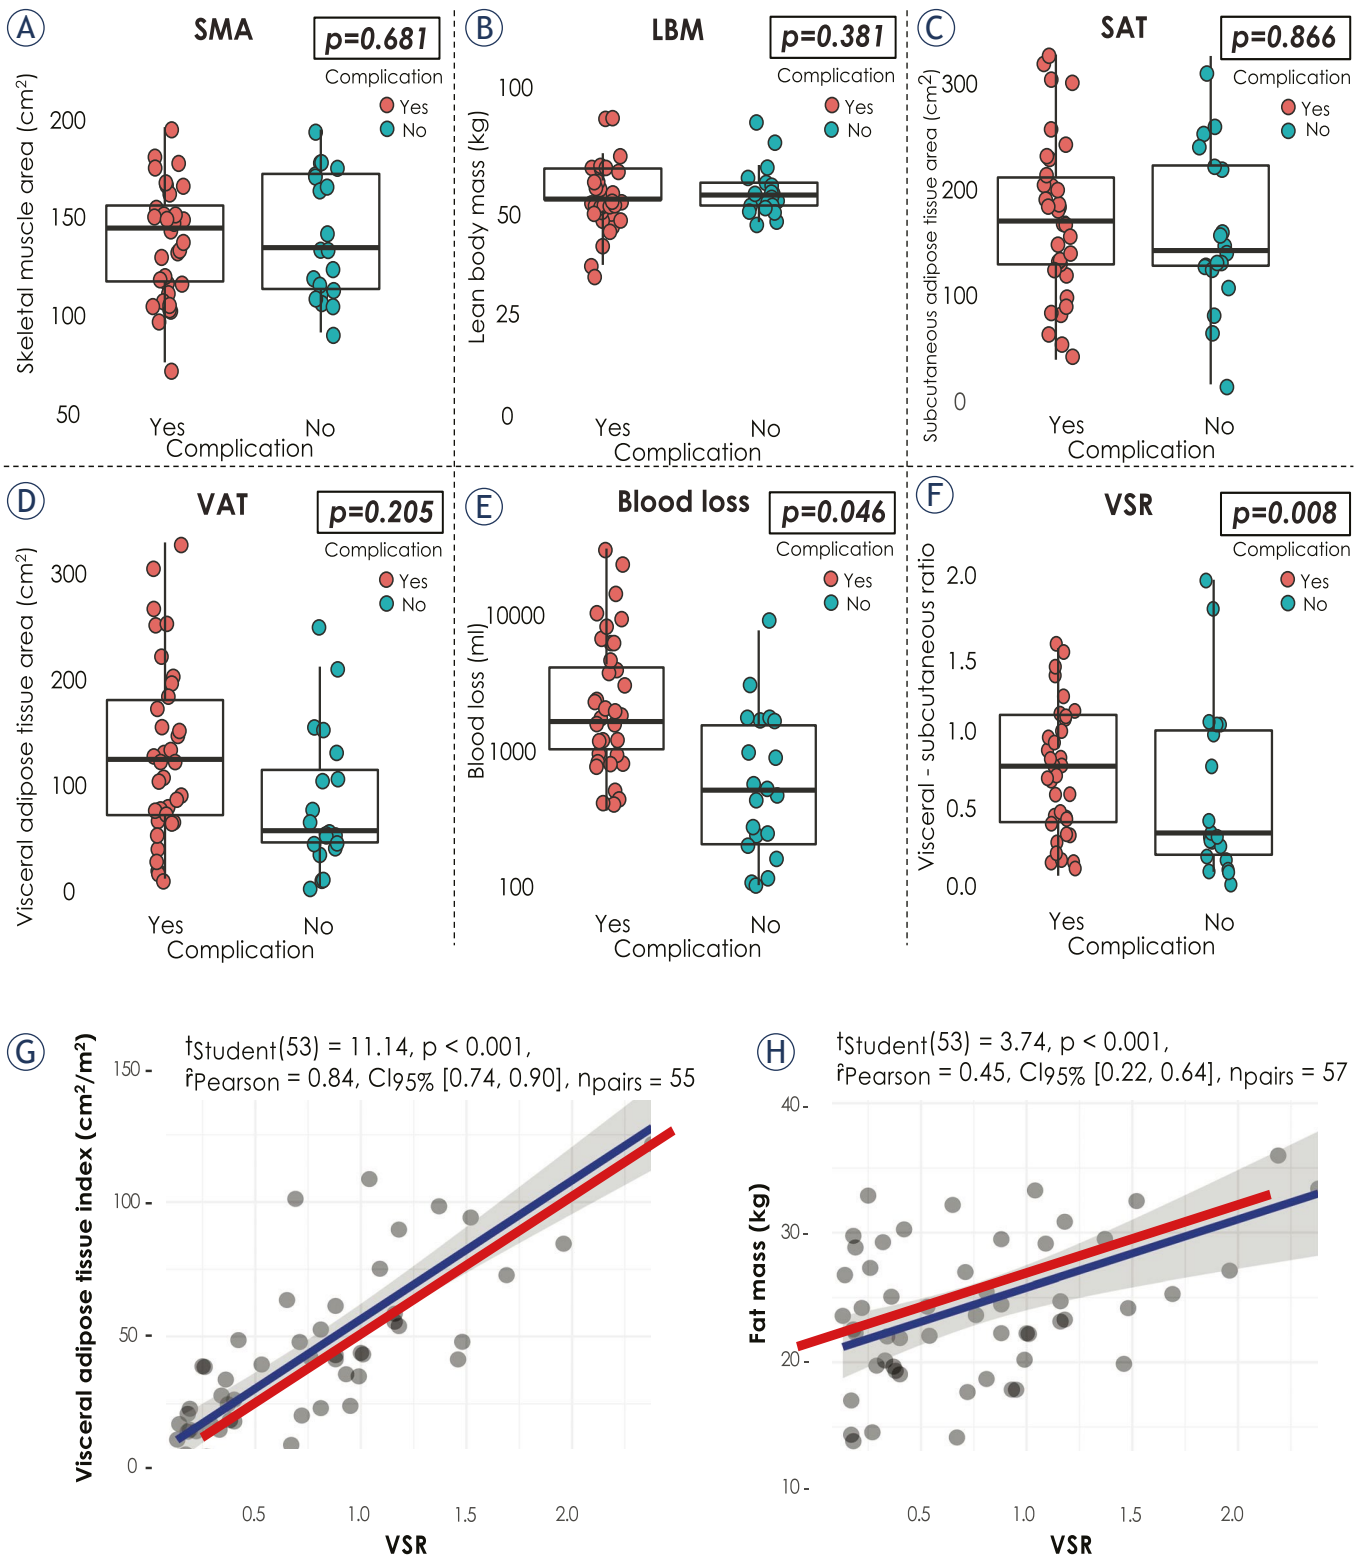 A
SMA
p=0.681
Complication
Yes
No
Skeletal muscle area (cm²)
200
150
100
50
Yes
No
Complication
B
LBM
p=0.381
Complication
Yes
No
Lean body mass (kg)
100
50
25
0
Yes
No
Complication
C
SAT
p=0.866
Complication
Yes
No
Subcutaneous adipose tissue area (cm²)
300
200
100
0
Yes
No
Complication
D
VAT
p=0.205
Complication
Yes
No
Visceral adipose tissue area (cm²)
300
200
100
0
Yes
No
Complication
E
Blood loss
p=0.046
Complication
Yes
No
Blood loss (ml)
10000
1000
100
Yes
No
Complication
F
VSR
p=0.008
Complication
Yes
No
Visceral - subcutaneous ratio
2.0
1.5
1.0
0.5
0.0
Yes
No
Complication
G
tStudent(53) = 11.14, p < 0.001,
r̂Pearson = 0.84, CI95% [0.74, 0.90], npairs = 55
Visceral adipose tissue index (cm²/m²)
150 -
100 -
50 -
0 -
0.5 1.0 1.5 2.0
VSR
H
tStudent(53) = 3.74, p < 0.001,
r̂Pearson = 0.45, CI95% [0.22, 0.64], npairs = 57
Fat mass (kg)
40 -
30 -
20 -
10 -
0.5 1.0 1.5 2.0
VSR